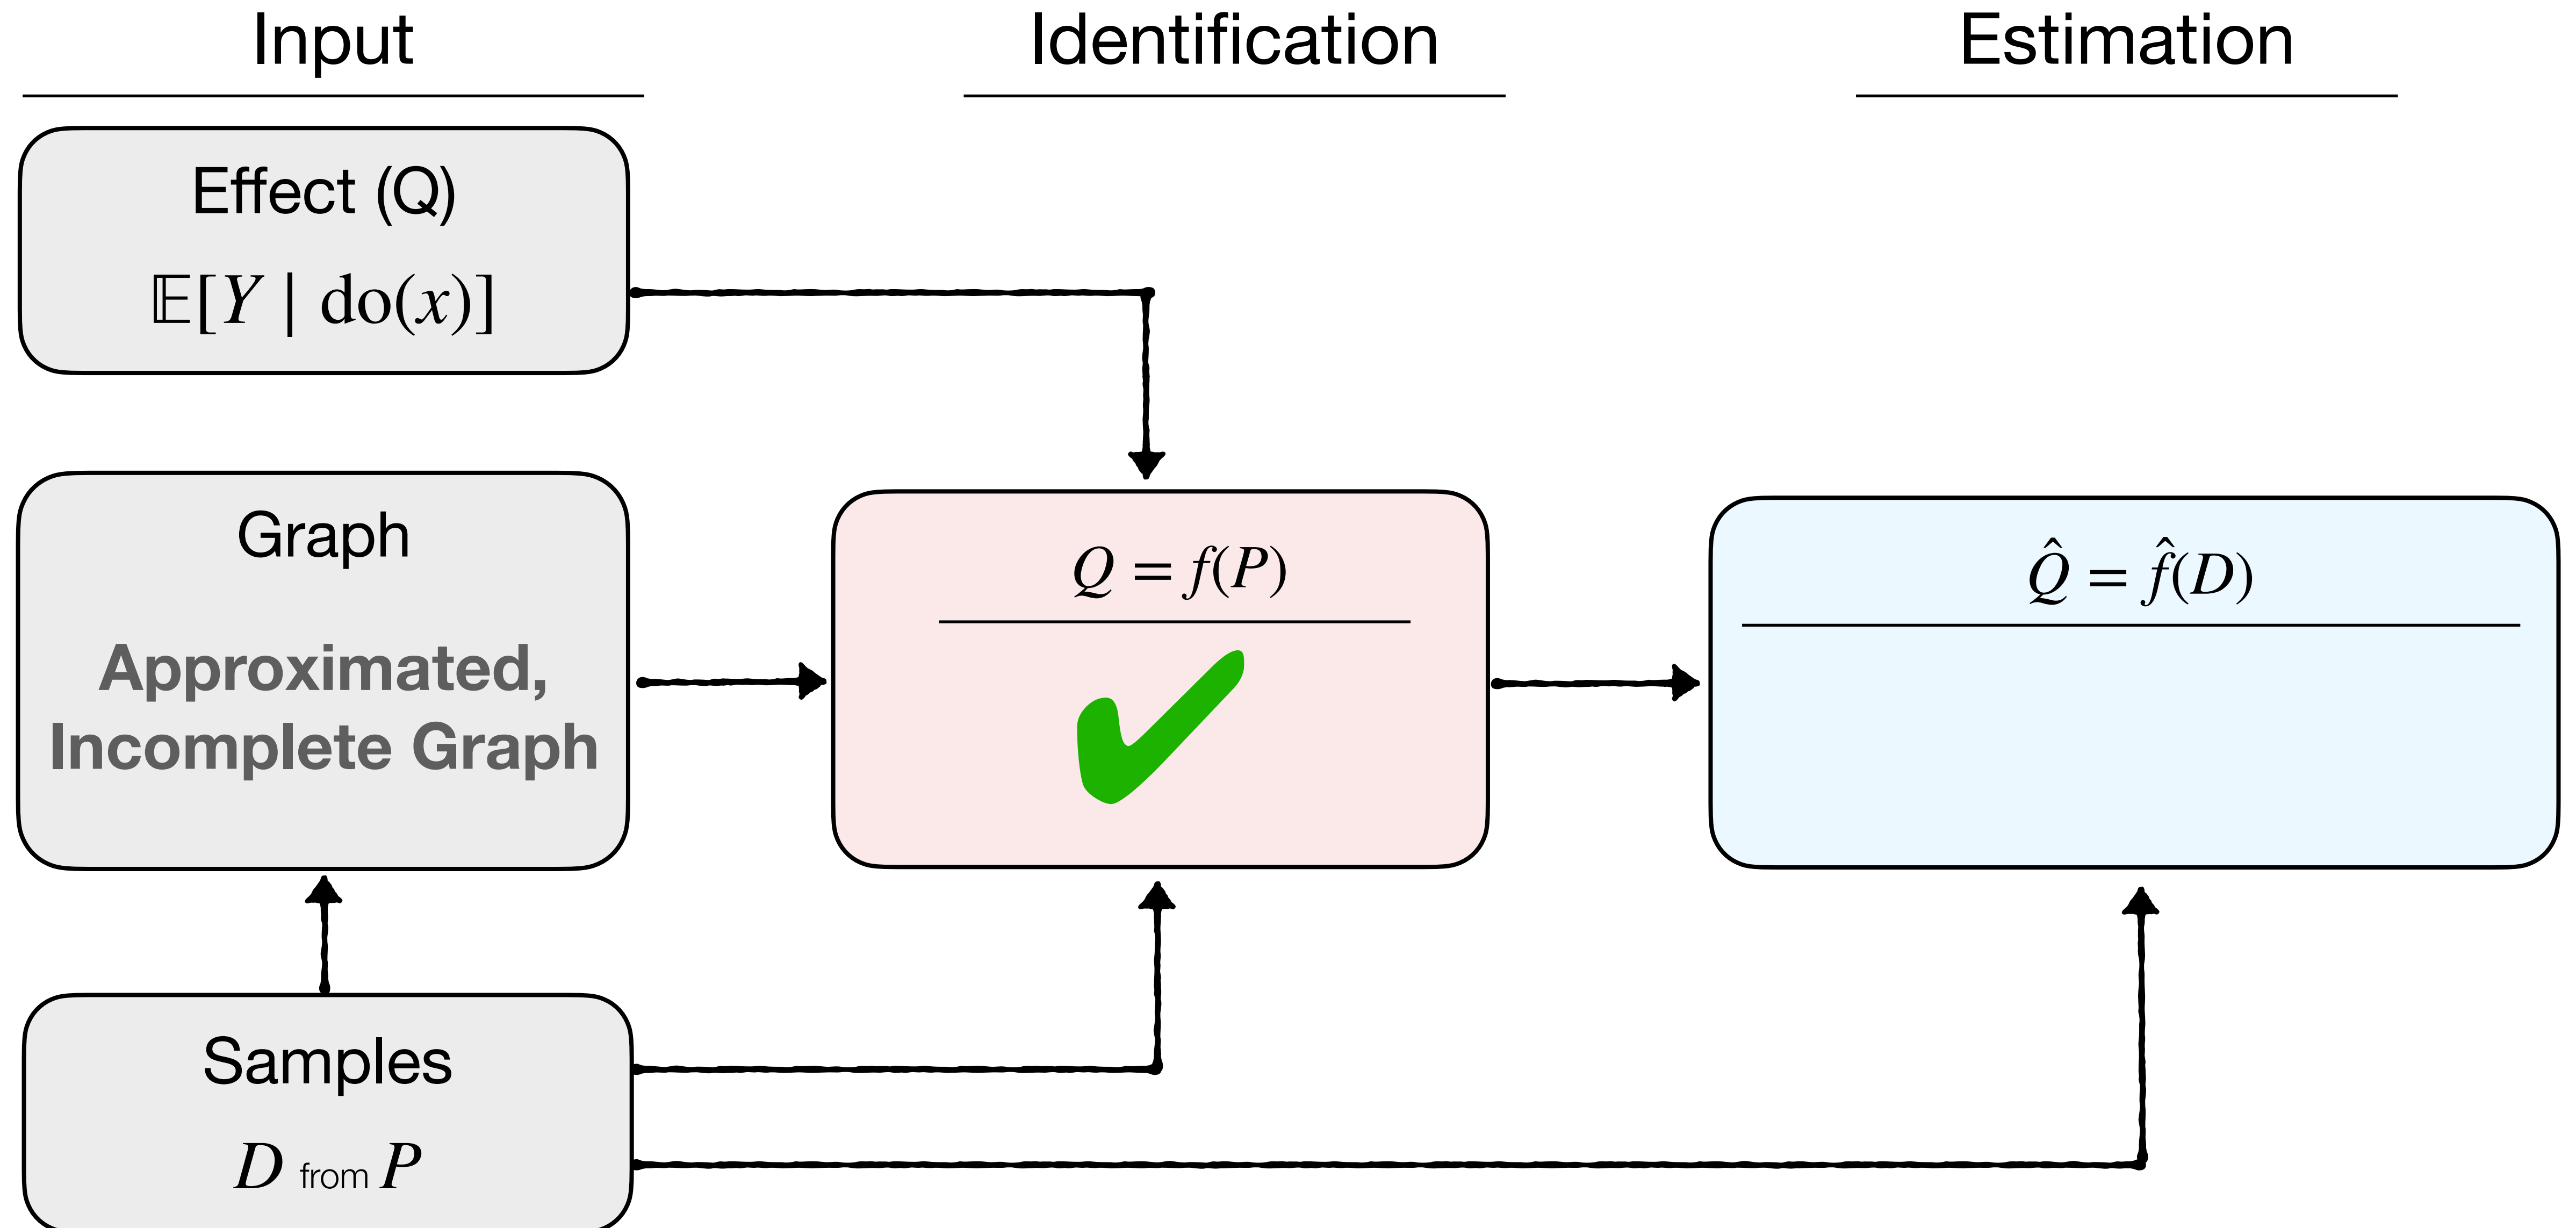 Input
Identification
Estimation
Effect (Q)
𝔼[Y | do(x)]
Graph
Approximated,
Incomplete Graph
Q = f(P)
✔
Q̂ = f̂(D)
Samples
D from P